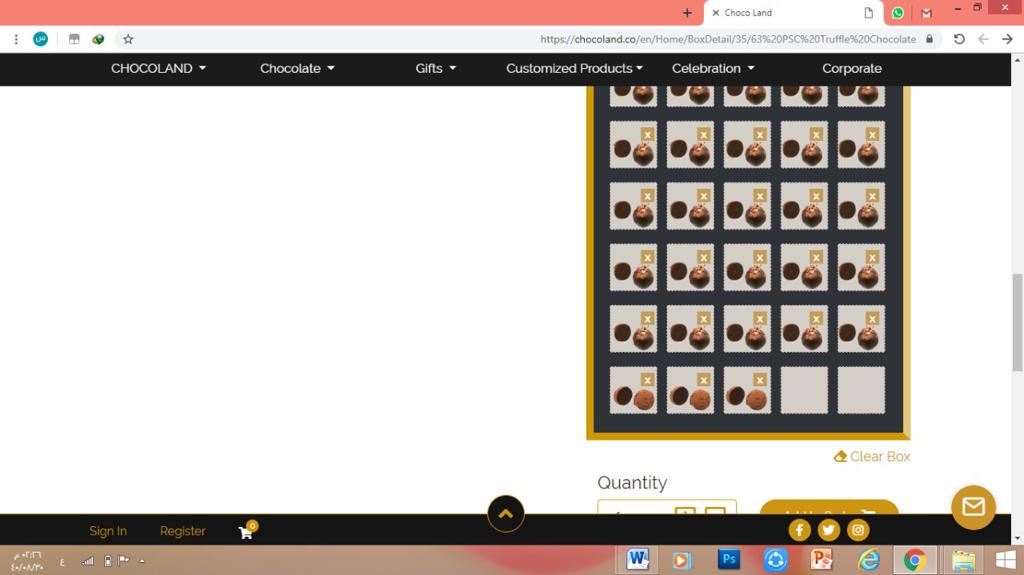 Choco Land
https://chocoland.co/en/Home/BoxDetail/35/63%20PSC%20Truffle%20Chocolate
CHOCOLAND Chocolate Gifts Customized Products Celebration Corporate
x x x x x
x x x x x
x x x x x
x x x x x
x x x
Clear Box
Quantity
Sign In Register 0
W Ps P
ع